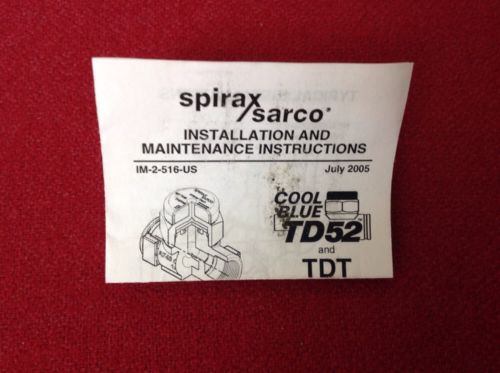 spirax
sarco®
INSTALLATION AND
MAINTENANCE INSTRUCTIONS
IM-2-516-US July 2005
COOL
BLUE
TD52
and
TDT